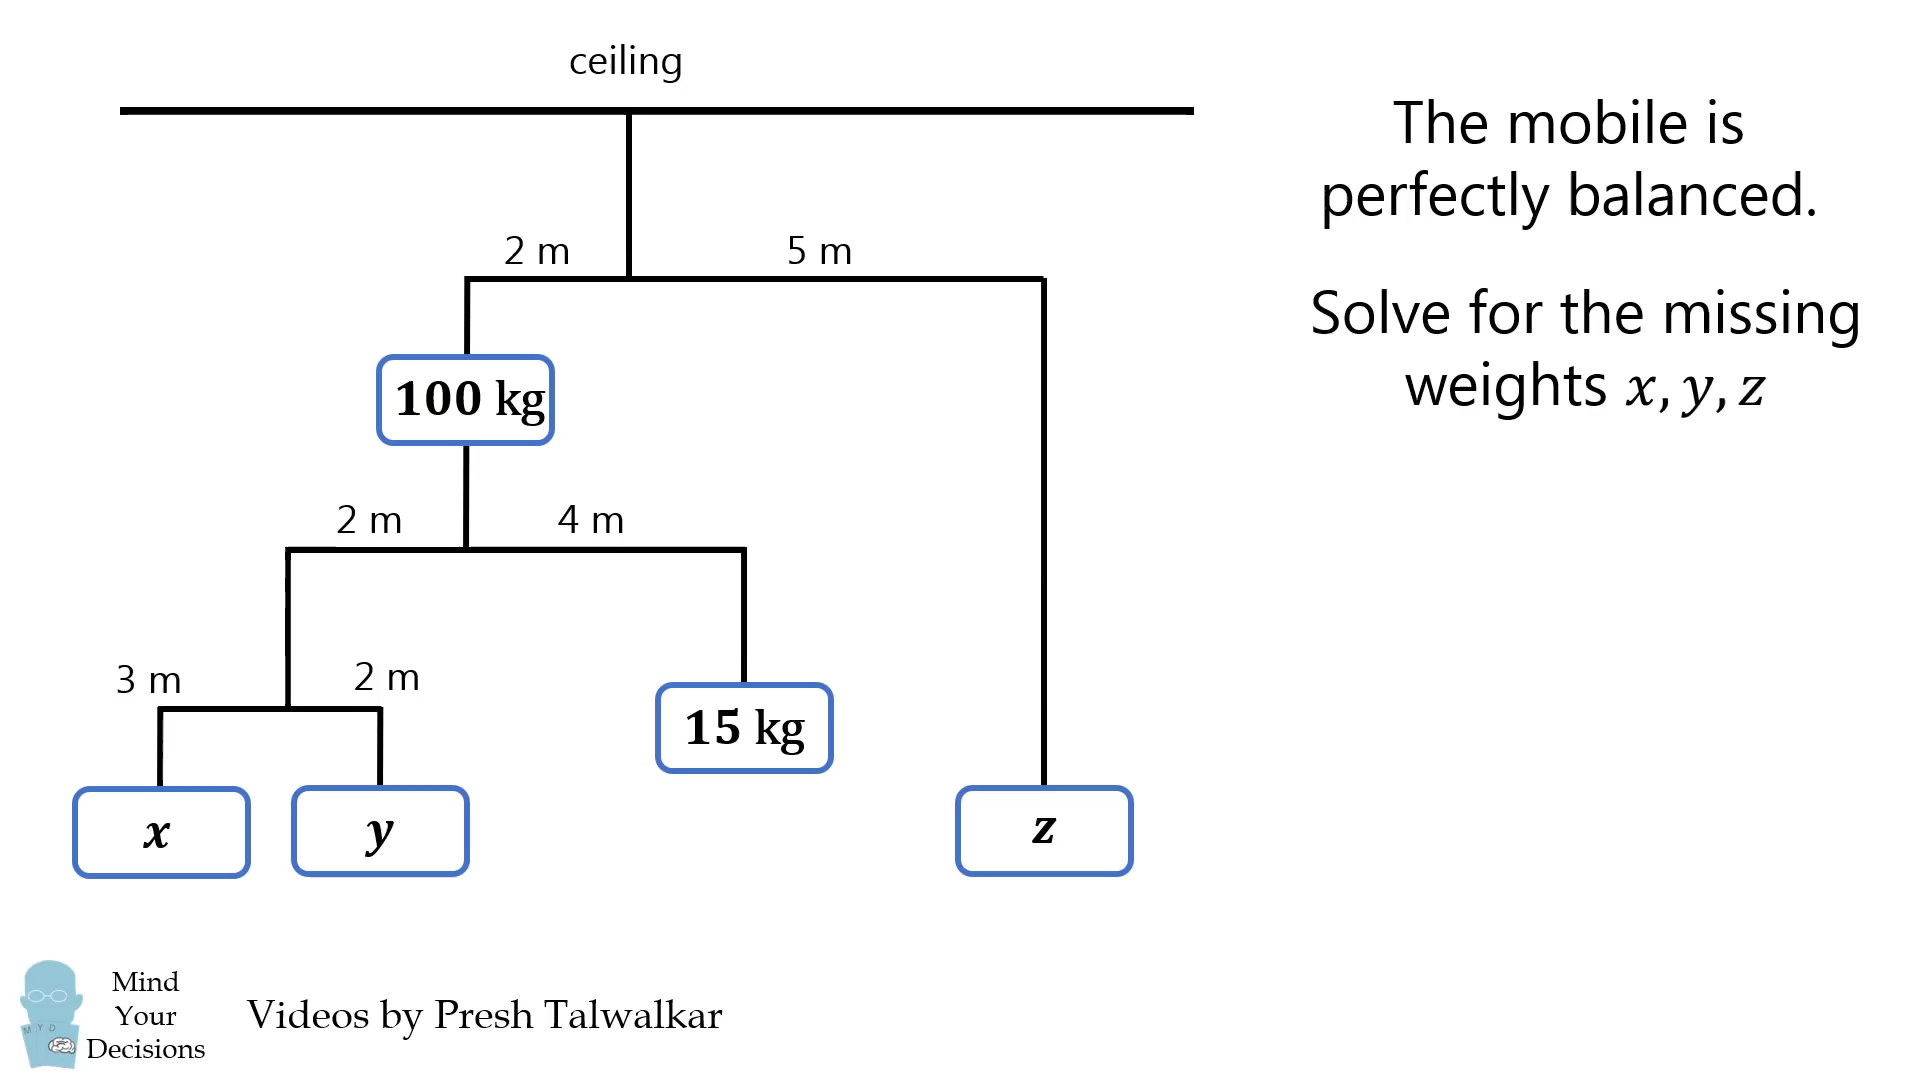 ceiling
The mobile is
perfectly balanced.
2 m
5 m
Solve for the missing
weights x, y, z
100 kg
2 m
4 m
3 m
2 m
15 kg
x
y
z
Mind
Your
Decisions
M Y D
Videos by Presh Talwalkar